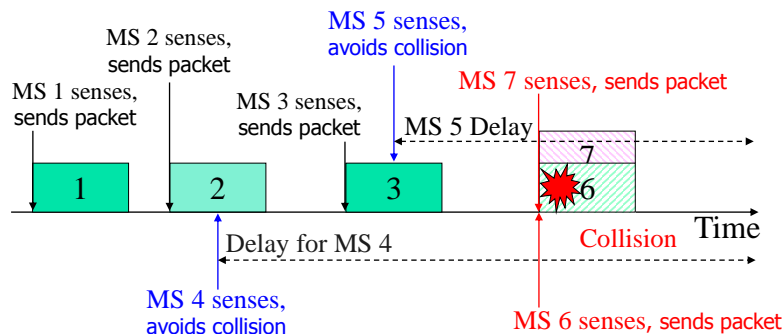 MS 5 senses,
avoids collision
MS 2 senses,
sends packet
MS 1 senses,
sends packet
MS 3 senses,
sends packet
MS 7 senses, sends packet
MS 5 Delay
7
1
2
3
6
Time
Delay for MS 4
Collision
MS 4 senses,
avoids collision
MS 6 senses, sends packet